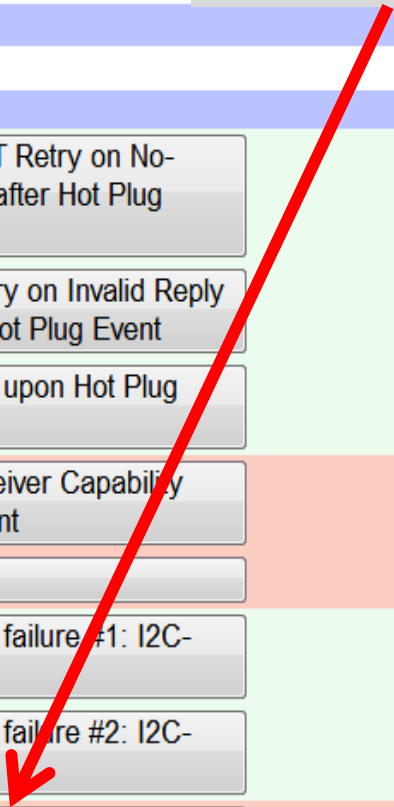 T Retry on No-
after Hot Plug
ry on Invalid Reply
ot Plug Event
upon Hot Plug
eiver Capability
nt
failure #1: I2C-
failure #2: I2C-